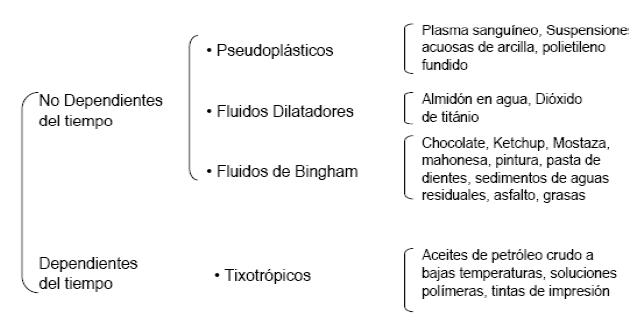 No Dependientes
del tiempo
• Pseudoplásticos
Plasma sanguíneo, Suspensiones
acuosas de arcilla, polietileno
fundido
• Fluidos Dilatadores
Almidón en agua, Dióxido
de titánio
• Fluidos de Bingham
Chocolate, Ketchup, Mostaza,
mahonesa, pintura, pasta de
dientes, sedimentos de aguas
residuales, asfalto, grasas
Dependientes
del tiempo
• Tixotrópicos
Aceites de petróleo crudo a
bajas temperaturas, soluciones
polímeras, tintas de impresión